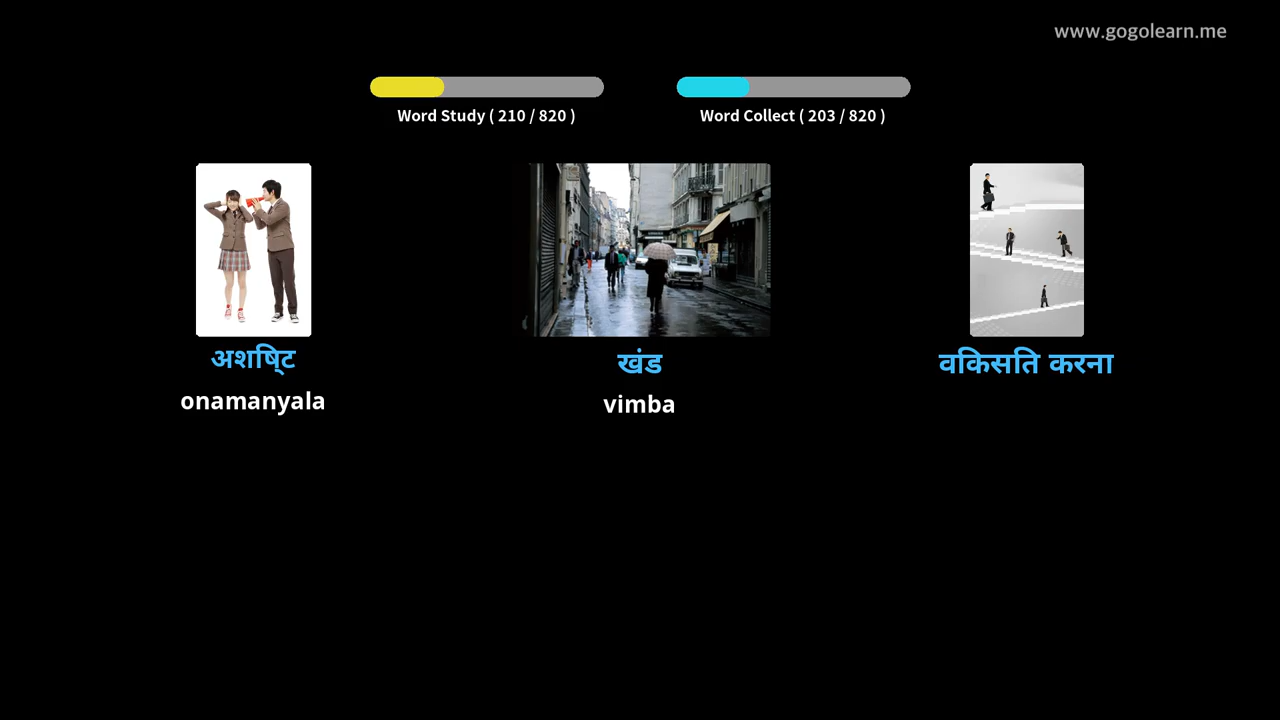 www.gogolearn.me
Word Study ( 210 / 820 )
Word Collect ( 203 / 820 )
अशिष्ट
खंड
विकसित करना
onamanyala
vimba